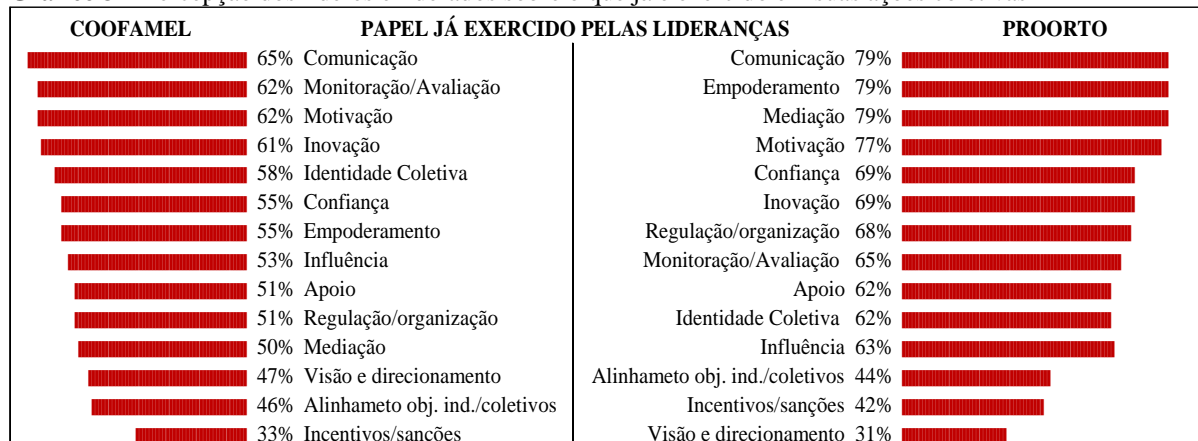 COOFAMEL PAPEL JÁ EXERCIDO PELAS LIDERANÇAS PROORTO
65% Comunicação Comunicação 79%
62% Monitoração/Avaliação Empoderamento 79%
62% Motivação Mediação 79%
61% Inovação Motivação 77%
58% Identidade Coletiva Confiança 69%
55% Confiança Inovação 69%
55% Empoderamento Regulação/organização 68%
53% Influência Monitoração/Avaliação 65%
51% Apoio Apoio 62%
51% Regulação/organização Identidade Coletiva 62%
50% Mediação Influência 63%
47% Visão e direcionamento Alinhameto obj. ind./coletivos 44%
46% Alinhameto obj. ind./coletivos Incentivos/sanções 42%
33% Incentivos/sanções Visão e direcionamento 31%